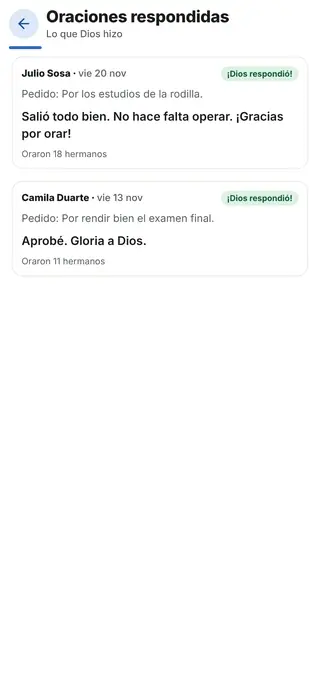 Oraciones respondidas
Lo que Dios hizo
Julio Sosa · vie 20 nov
¡Dios respondió!
Pedido: Por los estudios de la rodilla.
Salió todo bien. No hace falta operar. ¡Gracias
por orar!
Oraron 18 hermanos
Camila Duarte · vie 13 nov
¡Dios respondió!
Pedido: Por rendir bien el examen final.
Aprobé. Gloria a Dios.
Oraron 11 hermanos